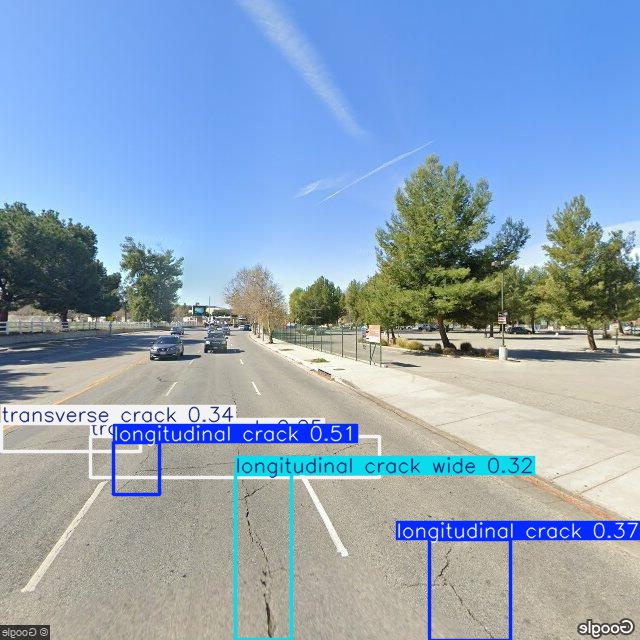 transverse crack 0.34
longitudinal crack 0.51
longitudinal crack wide 0.32
longitudinal crack 0.37
© Google
Google